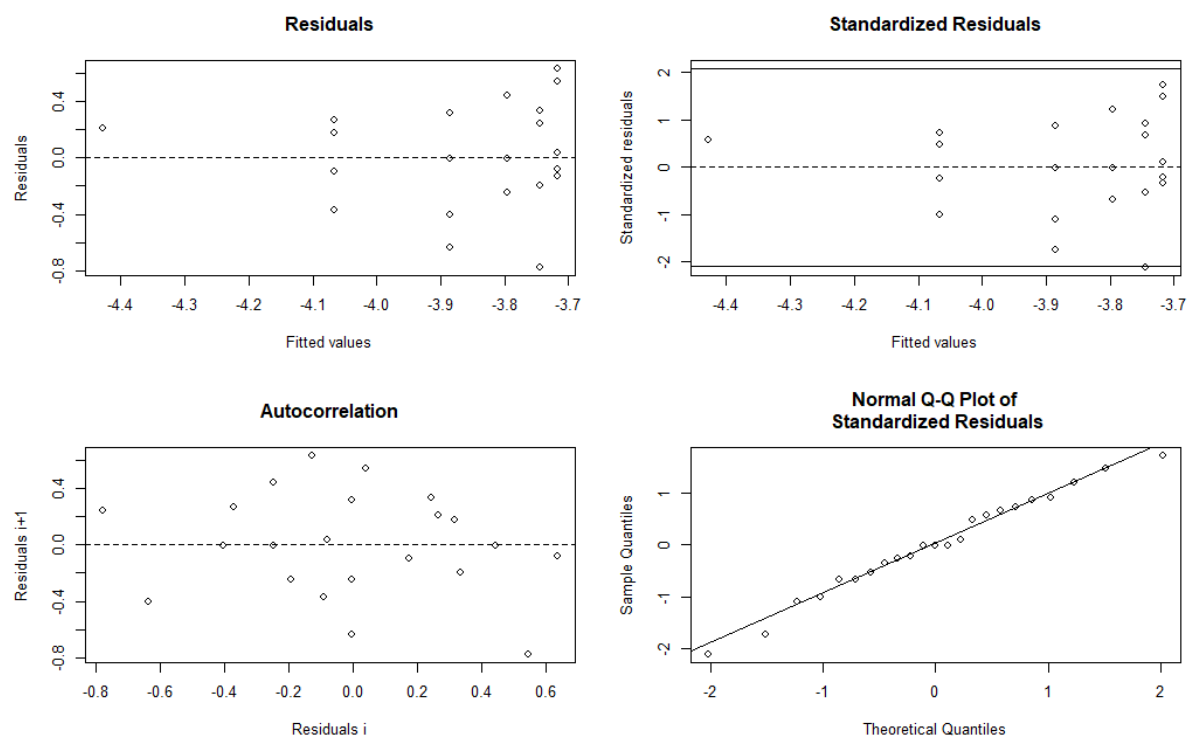 Residuals
Residuals
0.4
0.0
-0.4
-0.8
-4.4 -4.3 -4.2 -4.1 -4.0 -3.9 -3.8 -3.7
Fitted values
Standardized Residuals
Standardized residuals
2
1
0
-1
-2
-4.4 -4.3 -4.2 -4.1 -4.0 -3.9 -3.8 -3.7
Fitted values
Autocorrelation
Residuals i+1
0.4
0.0
-0.4
-0.8
-0.8 -0.6 -0.4 -0.2 0.0 0.2 0.4 0.6
Residuals i
Normal Q-Q Plot of
Standardized Residuals
Sample Quantiles
1
0
-1
-2
-2 -1 0 1 2
Theoretical Quantiles